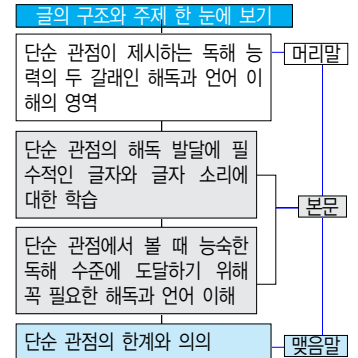 글의 구조와 주제 한 눈에 보기
단순 관점이 제시하는 독해 능
력의 두 갈래인 해독과 언어 이
해의 영역
머리말
단순 관점의 해독 발달에 필
수적인 글자와 글자 소리에
대한 학습
본문
단순 관점에서 볼 때 능숙한
독해 수준에 도달하기 위해
꼭 필요한 해독과 언어 이해
단순 관점의 한계와 의의
맺음말